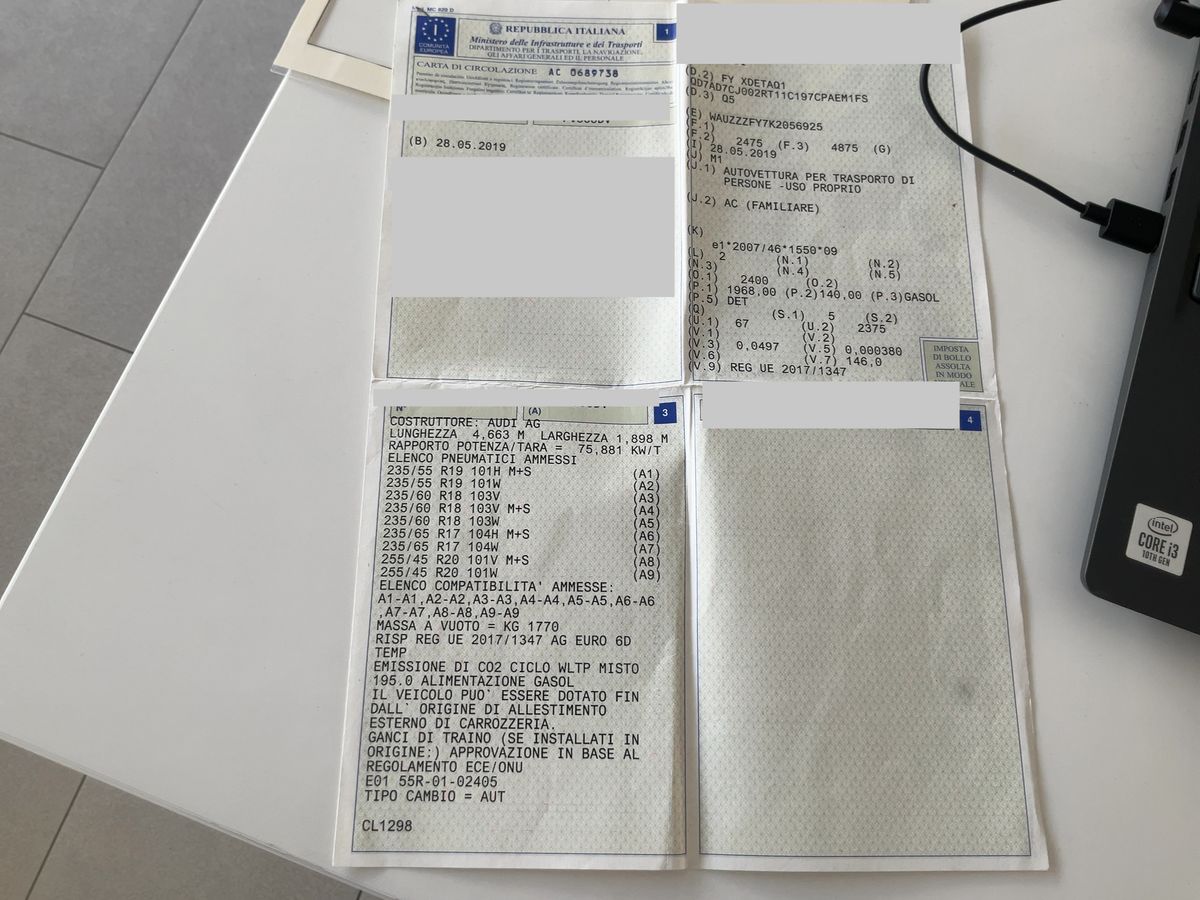 MC 820 D
I
COMUNITÀ
EUROPEA
REPUBBLICA ITALIANA
1
Ministero delle Infrastrutture e dei Trasporti
DIPARTIMENTO PER I TRASPORTI, LA NAVIGAZIONE,
GLI AFFARI GENERALI ED IL PERSONALE
CARTA DI CIRCOLAZIONE AC 0689738
(B) 28.05.2019
(D.2) FY XDETAQ1
QD7AD7CJ002RT11C197CPAEM1FS
(D.3) Q5
(E) WAUZZZFY7K2056925
(F.1)
(F.2) 2475 (F.3) 4875 (G)
(I) 28.05.2019
(J) M1
(J.1) AUTOVETTURA PER TRASPORTO DI
PERSONE -USO PROPRIO
(J.2) AC (FAMILIARE)
(K)
e1*2007/46*1550*09
(L) 2 (N.1) (N.2)
(N.3) (N.4) (N.5)
(O.1) 2400 (O.2)
(P.1) 1968,00 (P.2)140,00 (P.3)GASOL
(P.5) DET
(Q) (S.1) 5 (S.2)
(U.1) 67 (U.2) 2375
(V.1) (V.2)
(V.3) 0,0497 (V.5) 0,000380
(V.6) (V.7) 146,0
(V.9) REG UE 2017/1347
IMPOSTA
DI BOLLO
ASSOLTA
IN MODO
ALE
N°
(A)
3
COSTRUTTORE: AUDI AG
LUNGHEZZA 4,663 M LARGHEZZA 1,898 M
RAPPORTO POTENZA/TARA = 75,881 KW/T
ELENCO PNEUMATICI AMMESSI
235/55 R19 101H M+S (A1)
235/55 R19 101W (A2)
235/60 R18 103V (A3)
235/60 R18 103V M+S (A4)
235/60 R18 103W (A5)
235/65 R17 104H M+S (A6)
235/65 R17 104W (A7)
255/45 R20 101V M+S (A8)
255/45 R20 101W (A9)
ELENCO COMPATIBILITA' AMMESSE:
A1-A1,A2-A2,A3-A3,A4-A4,A5-A5,A6-A6
,A7-A7,A8-A8,A9-A9
MASSA A VUOTO = KG 1770
RISP REG UE 2017/1347 AG EURO 6D
TEMP
EMISSIONE DI CO2 CICLO WLTP MISTO
195.0 ALIMENTAZIONE GASOL
IL VEICOLO PUO' ESSERE DOTATO FIN
DALL' ORIGINE DI ALLESTIMENTO
ESTERNO DI CARROZZERIA.
GANCI DI TRAINO (SE INSTALLATI IN
ORIGINE:) APPROVAZIONE IN BASE AL
REGOLAMENTO ECE/ONU
E01 55R-01-02405
TIPO CAMBIO = AUT
CL1298
4
intel
CORE i3
10TH GEN